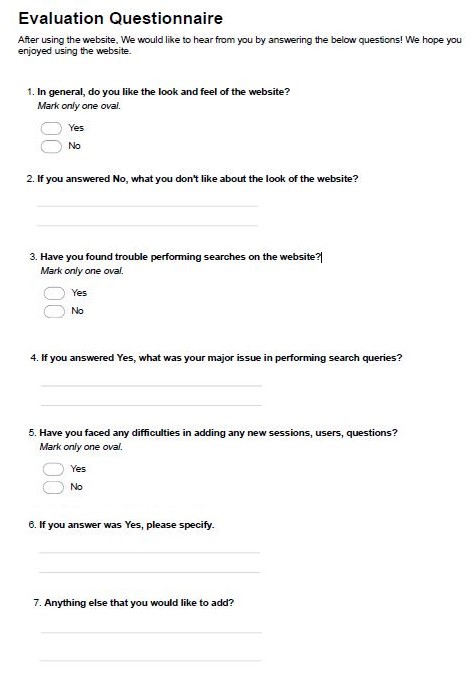 Evaluation Questionnaire
After using the website, We would like to hear from you by answering the below questions! We hope you
enjoyed using the website.
1. In general, do you like the look and feel of the website?
Mark only one oval.
Yes
No
2. If you answered No, what you don't like about the look of the website?
3. Have you found trouble performing searches on the website?
Mark only one oval.
Yes
No
4. If you answered Yes, what was your major issue in performing search queries?
5. Have you faced any difficulties in adding any new sessions, users, questions?
Mark only one oval.
Yes
No
6. If you answer was Yes, please specify.
7. Anything else that you would like to add?